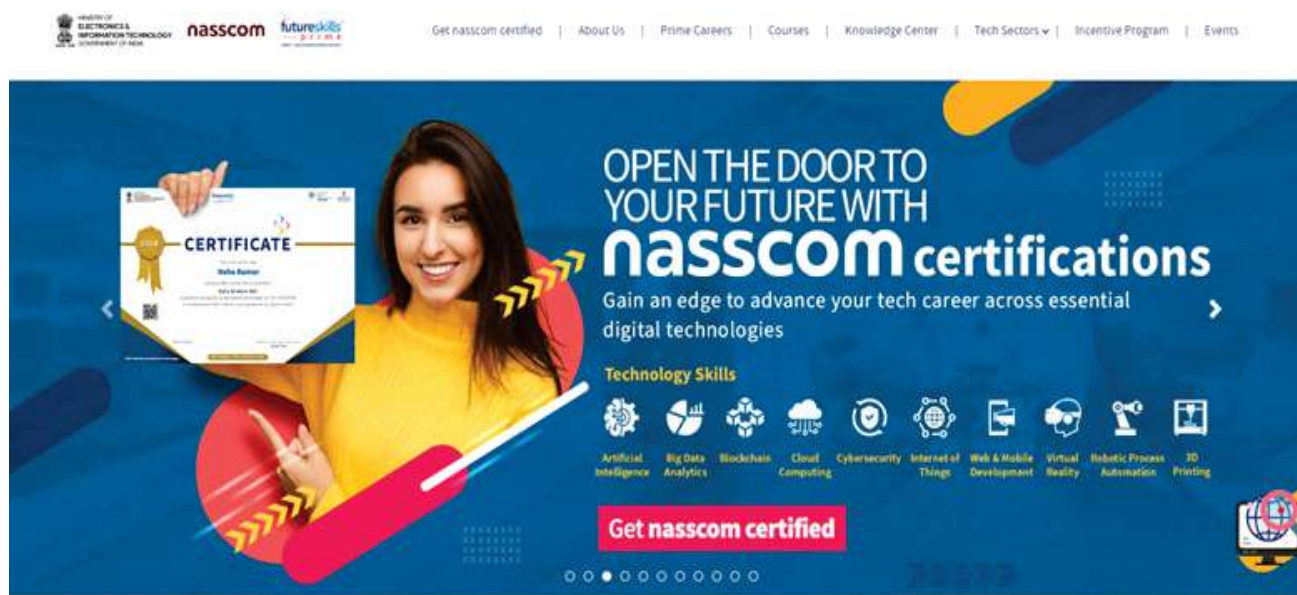 MINISTRY OF
ELECTRONICS &
INFORMATION TECHNOLOGY
GOVERNMENT OF INDIA
nasscom
futureskills
prime
Get nasscom certified | About Us | Prime Careers | Courses | Knowledge Center | Tech Sectors | Incentive Program | Events
CERTIFICATE
OPEN THE DOOR TO
YOUR FUTURE WITH
nasscom certifications
Gain an edge to advance your tech career across essential
digital technologies
Technology Skills
Artificial
Intelligence
Big Data
Analytics
Blockchain
Cloud
Computing
Cybersecurity
Internet of
Things
Web & Mobile
Development
Virtual
Reality
Robotic Process
Automation
3D
Printing
Get nasscom certified